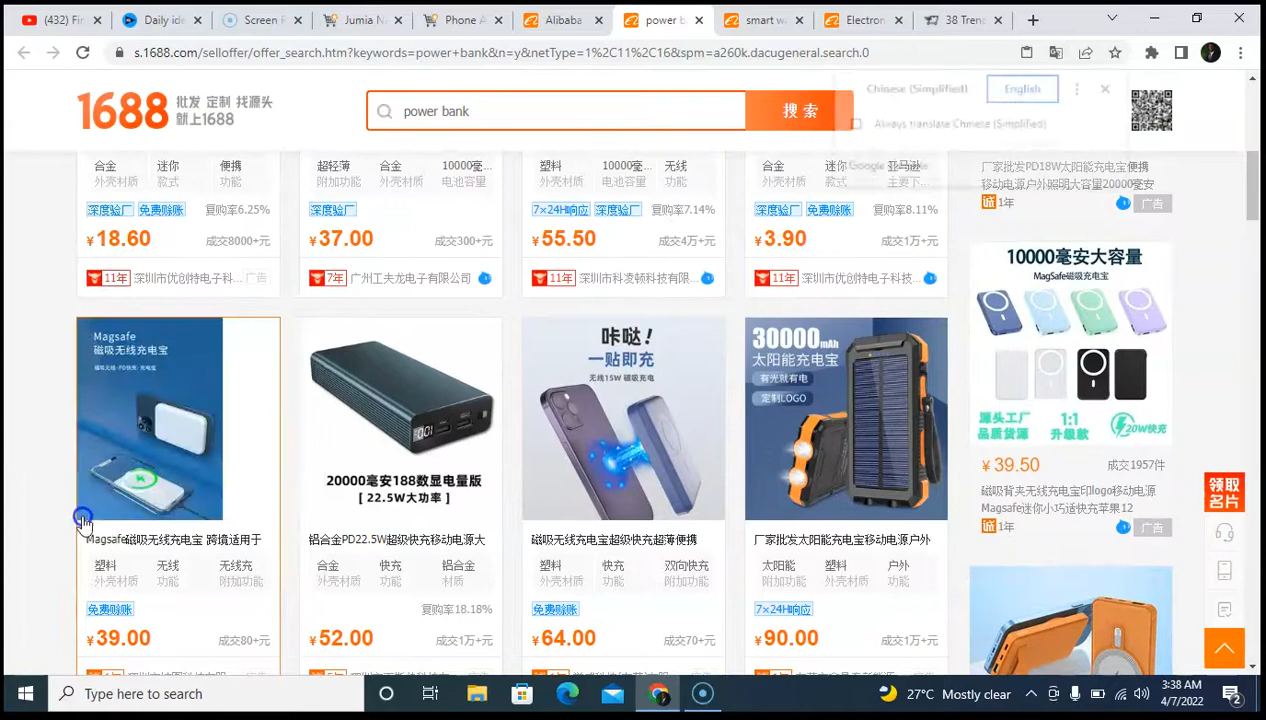 (432) Fin
Daily ide
Screen R
Jumia N
Phone A
Alibaba
power b
smart w
Electron
38 Trend
s.1688.com/selloffer/offer_search.htm?keywords=power+bank&n=y&netType=1%2C11%2C16&spm=a260k.dacugeneral.search.0
1688
批发 定制 找源头
就上1688
power bank
搜 索
Chinese (Simplified)
English
Always translate Chinese (Simplified)
合金 迷你 便携
外壳材质 款式 功能
深度验厂 免费赊账 复购率6.25%
¥18.60 成交8000+元
11年 深圳市优创特电子科... 广告
超轻薄 合金 10000毫...
附加功能 外壳材质 电池容量
深度验厂
¥37.00 成交300+元
7年 广州工夫龙电子有限公司
塑料 10000毫... 无线
外壳材质 电池容量 功能
7×24H响应 深度验厂 复购率7.14%
¥55.50 成交4万+元
11年 深圳市科凌顿科技有限...
合金 迷你 亚马逊
外壳材质 款式 主要下...
深度验厂 免费赊账 复购率8.11%
¥3.90 成交1万+元
11年 深圳市优创特电子科技...
厂家批发PD18W太阳能充电宝便携
移动电源户外照明大容量20000毫安
诚 1年 广告
Magsafe
磁吸无线充电宝
磁吸无线·PD快充·充电宝
Magsafe磁吸无线充电宝 跨境适用于
塑料 无线 无线充
外壳材质 功能 附加功能
免费赊账
¥39.00 成交80+元
20000毫安188数显电量版
[ 22.5W大功率 ]
铝合金PD22.5W超级快充移动电源大
合金 快充 铝合金
外壳材质 功能 材质
复购率18.18%
¥52.00 成交1万+元
咔哒!
一贴即充
无线15W 磁吸充电
磁吸无线充电宝超级快充超薄便携
塑料 快充 双向快充
外壳材质 功能 附加功能
免费赊账
¥64.00 成交70+元
30000mAh
太阳能充电宝
有光就有电
定制LOGO
厂家批发太阳能充电宝移动电源户外
太阳能 塑料 户外
附加功能 外壳材质 功能
7×24H响应
¥90.00 成交1万+元
10000毫安大容量
MagSafe磁吸充电宝
源头工厂
品质货源
1:1
升级款
20W快充
¥39.50 成交1957件
磁吸背夹无线充电宝印logo移动电源
Magsafe迷你小巧适快充苹果12
诚 1年 广告
领取
名片
Type here to search
27°C Mostly clear
3:38 AM
4/7/2022
2